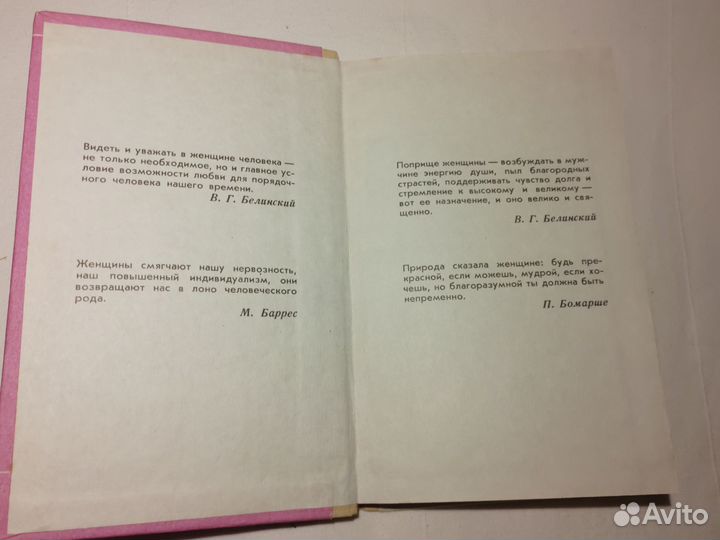 Видеть и уважать в женщине человека —
не только необходимое, но и главное ус-
ловие возможности любви для порядоч-
ного человека нашего времени.
В. Г. Белинский
Женщины смягчают нашу нервозность,
наш повышенный индивидуализм, они
возвращают нас в лоно человеческого
рода.
М. Баррес
Поприще женщины — возбуждать в муж-
чине энергию души, пыл благородных
страстей, поддерживать чувство долга и
стремление к высокому и великому —
вот ее назначение, и оно велико и свя-
щенно.
В. Г. Белинский
Природа сказала женщине: будь пре-
красной, если можешь, мудрой, если хо-
чешь, но благоразумной ты должна быть
непременно.
П. Бомарше
Avito